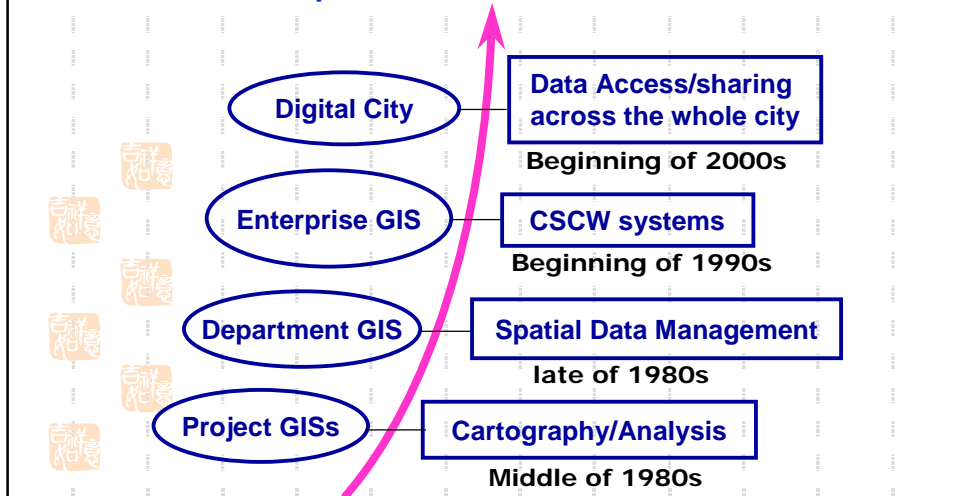 Digital City
Data Access/sharing
across the whole city
Beginning of 2000s
Enterprise GIS
CSCW systems
Beginning of 1990s
Department GIS
Spatial Data Management
late of 1980s
Project GISs
Cartography/Analysis
Middle of 1980s